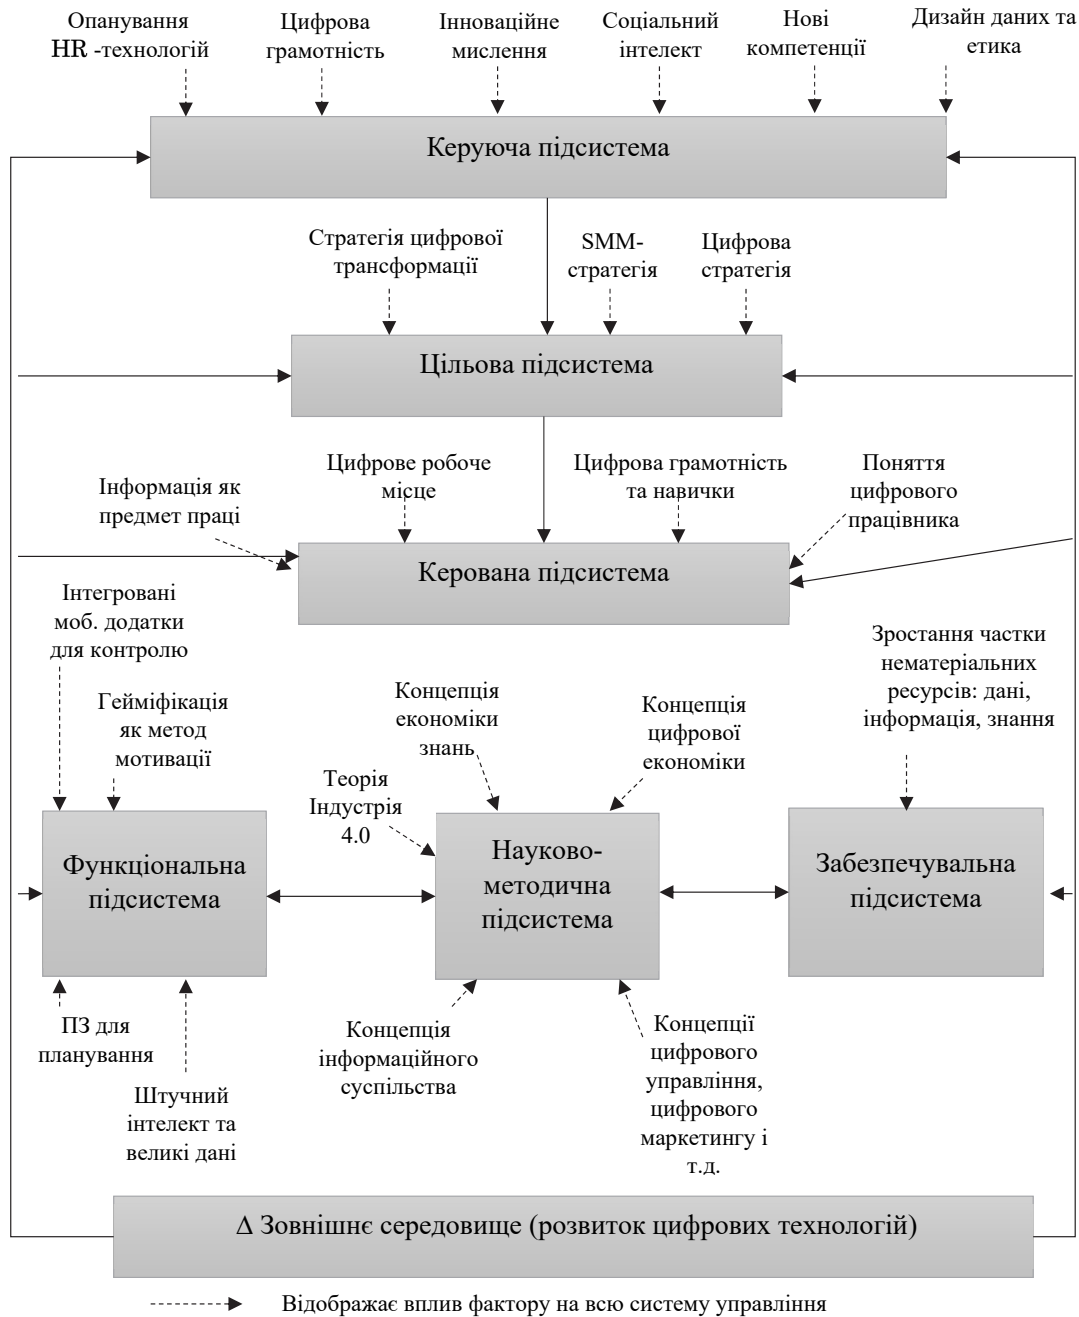 Опанування
HR -технологій
Цифрова
грамотність
Інноваційне
мислення
Соціальний
інтелект
Нові
компетенції
Дизайн даних та
етика
Керуюча підсистема
Стратегія цифрової
трансформації
SMM-
стратегія
Цифрова
стратегія
Цільова підсистема
Інформація як
предмет праці
Цифрове робоче
місце
Цифрова грамотність
та навички
Поняття
цифрового
працівника
Керована підсистема
Інтегровані
моб. додатки
для контролю
Гейміфікація
як метод
мотивації
Концепція
економіки
знань
Теорія
Індустрія
4.0
Концепція
цифрової
економіки
Зростання частки
нематеріальних
ресурсів: дані,
інформація, знання
Функціональна
підсистема
Науково-
методична
підсистема
Забезпечувальна
підсистема
ПЗ для
планування
Штучний
інтелект та
великі дані
Концепція
інформаційного
суспільства
Концепції
цифрового
управління,
цифрового
маркетингу і
т.д.
Δ Зовнішнє середовище (розвиток цифрових технологій)
Відображає вплив фактору на всю систему управління